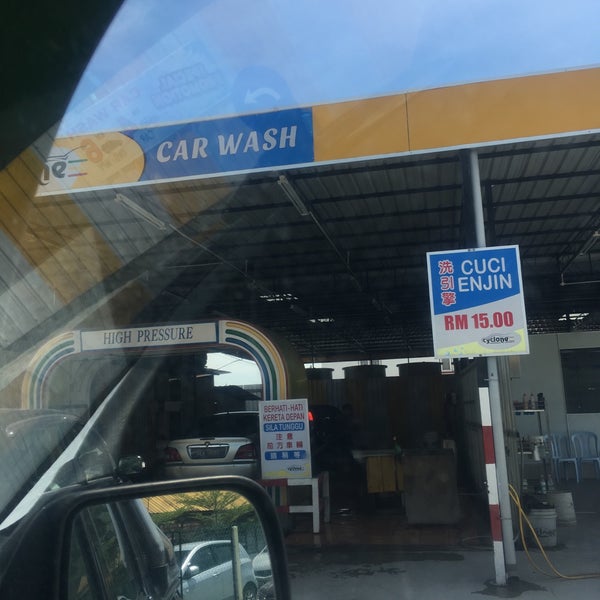 CAR WASH
洗引擎
CUCI
ENJIN
RM 15.00
cyclone
HIGH PRESSURE
BERHATI-HATI
KERETA DEPAN
SILA TUNGGU
注意
前方車輛
請稍等